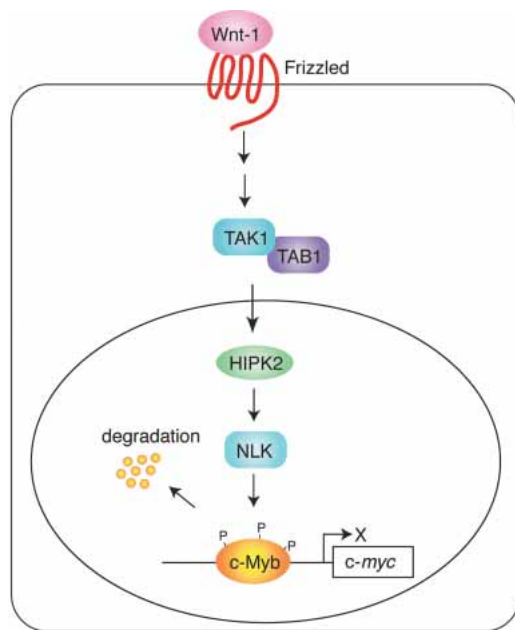 Wnt-1
Frizzled
TAK1
TAB1
HIPK2
degradation
NLK
P
P
P
X
c-Myb
c-myc